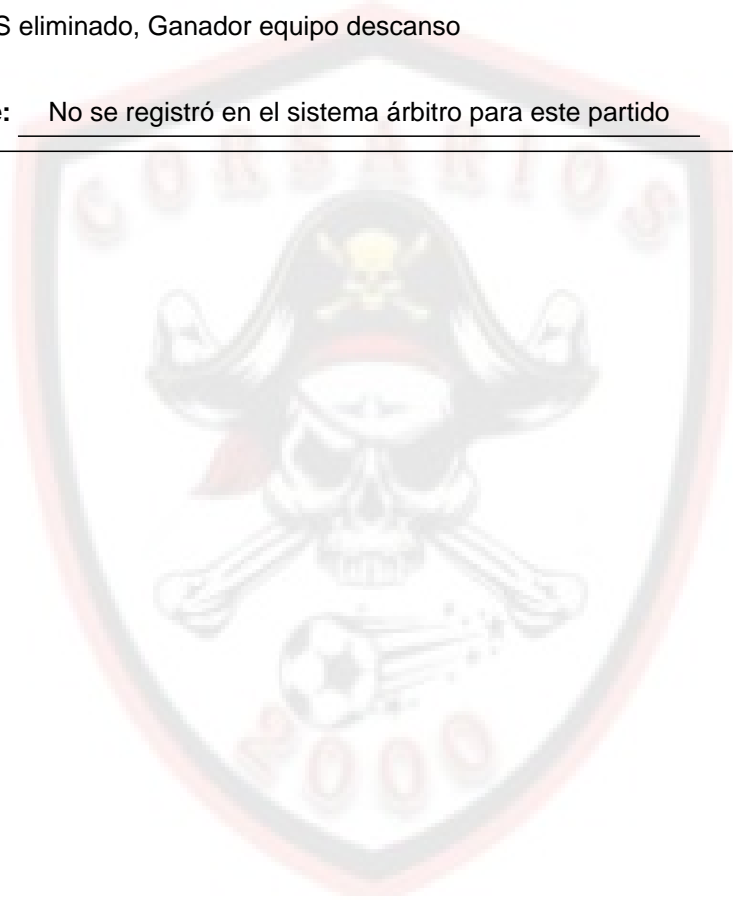 S eliminado, Ganador equipo descanso
: No se registró en el sistema árbitro para este partido
CORSARIOS
2000